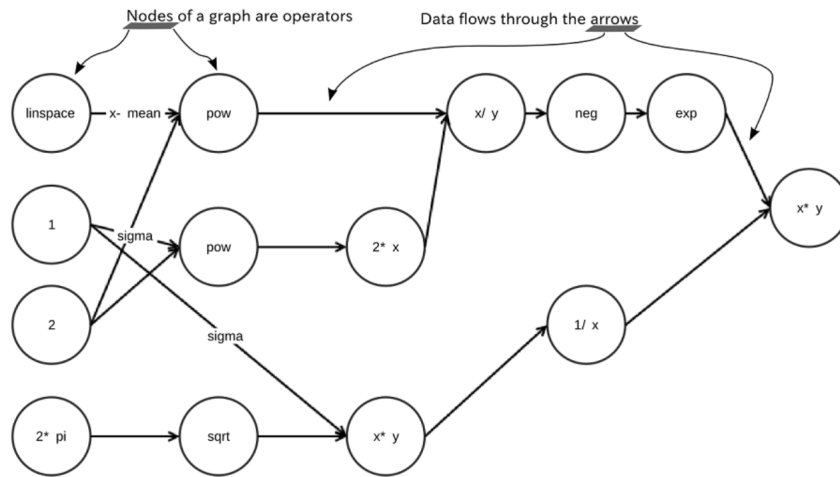 Nodes of a graph are operators
Data flows through the arrows
linspace
x- mean
pow
x/ y
neg
exp
x* y
1
sigma
pow
2* x
2
sigma
1/ x
2* pi
sqrt
x* y